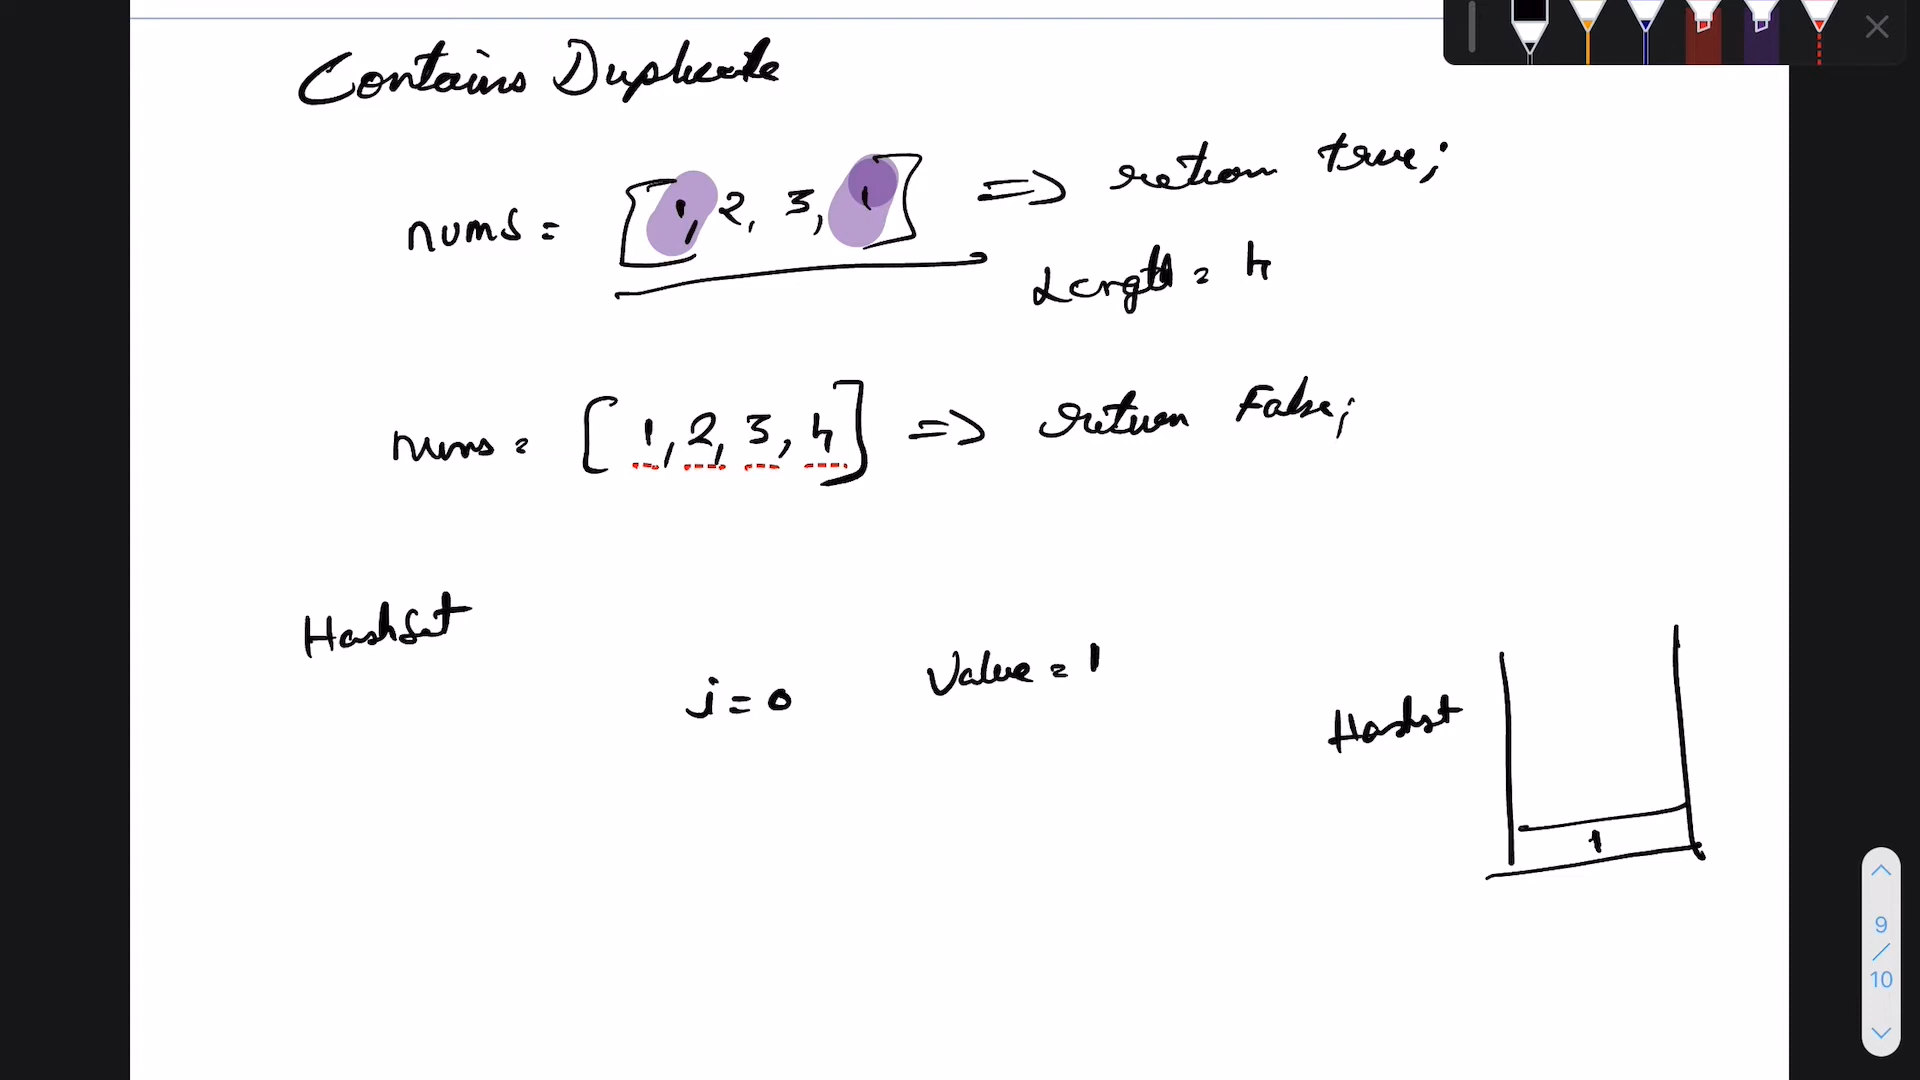 Contains Duplicate
nums = [1, 2, 3, 1] => return true;
Length = 4
nums = [1, 2, 3, 4] => return False;
HashSet
i = 0 Value = 1
Hashset
1
9
/
10